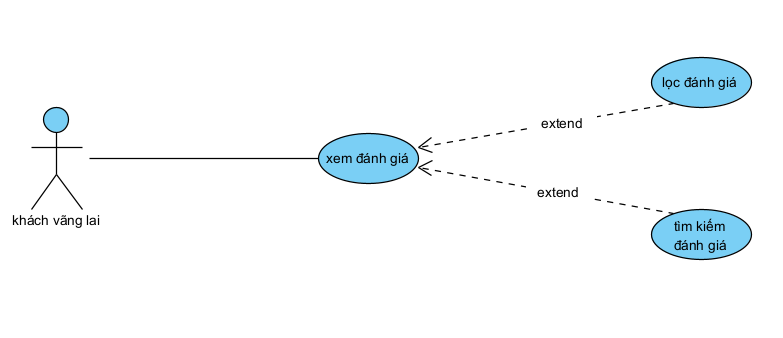 lọc đánh giá
extend
xem đánh giá
extend
khách vãng lai
tìm kiếm
đánh giá